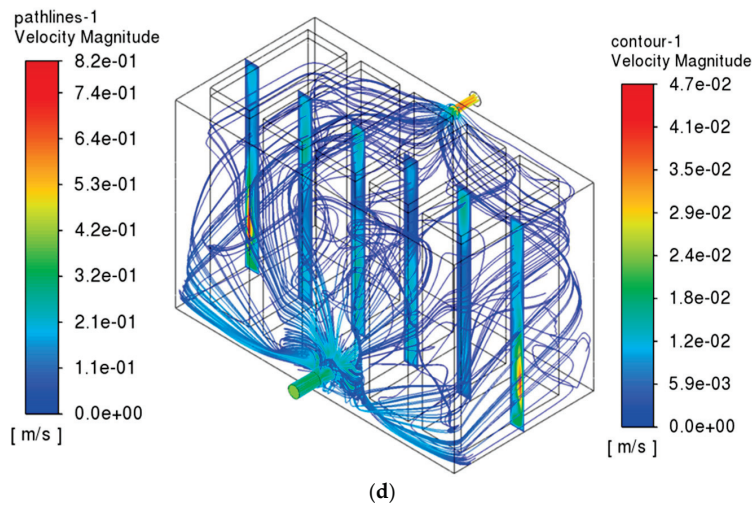 pathlines-1
Velocity Magnitude
8.2e-01
7.4e-01
6.4e-01
5.3e-01
4.2e-01
3.2e-01
2.1e-01
1.1e-01
0.0e+00
[ m/s ]
contour-1
Velocity Magnitude
4.7e-02
4.1e-02
3.5e-02
2.9e-02
2.4e-02
1.8e-02
1.2e-02
5.9e-03
0.0e+00
[ m/s ]
(d)